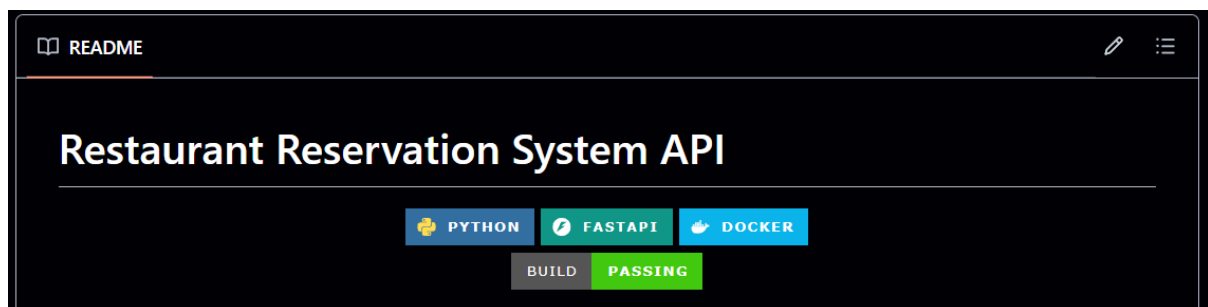 README
Restaurant Reservation System API
PYTHON FASTAPI DOCKER
BUILD PASSING